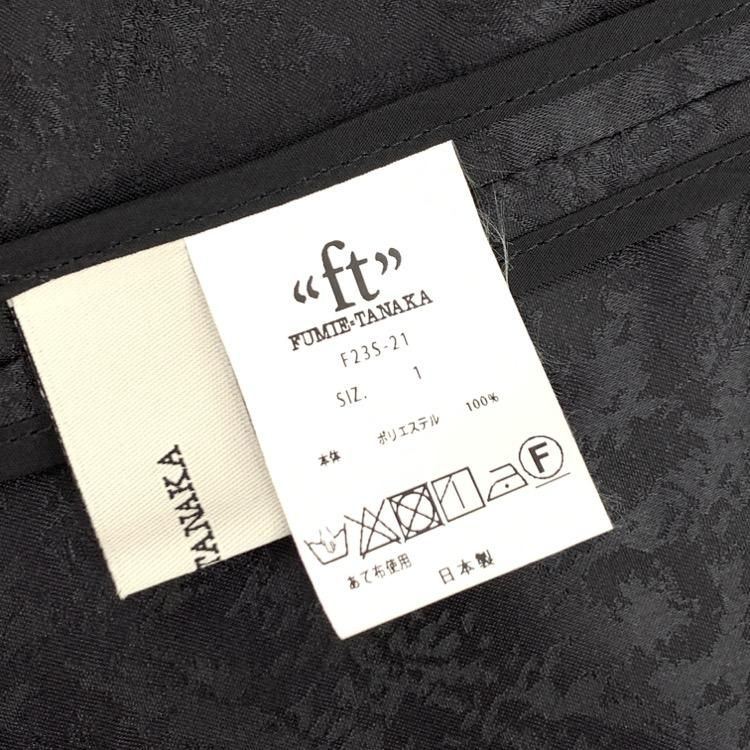 “ft”
FUMIE=TANAKA
F23S-21
SIZ. 1
本体 ポリエステル 100%
F
あて布使用 日本製
TANAKA